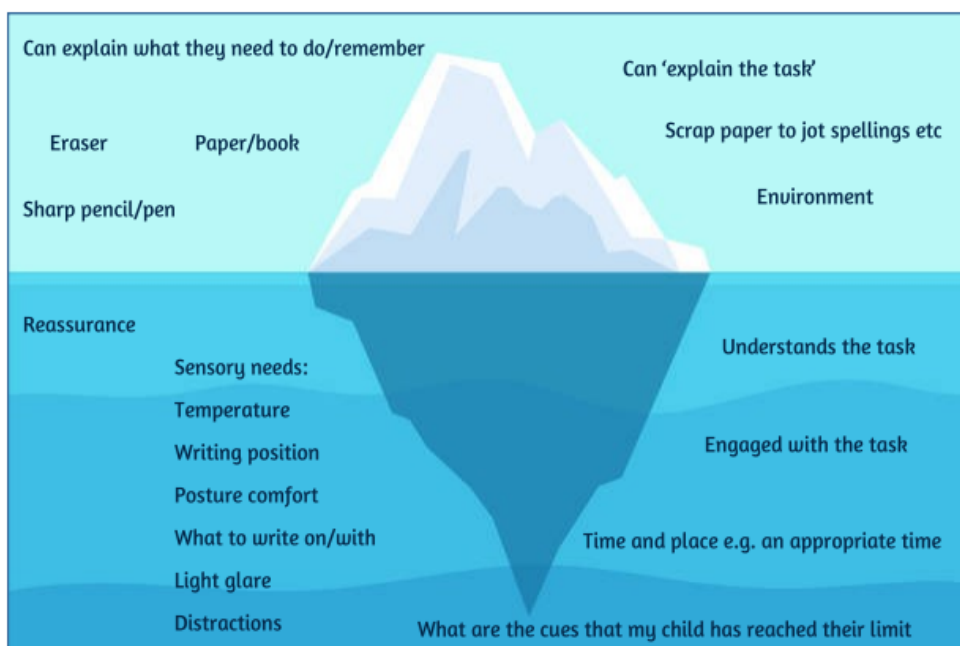 Can explain what they need to do/remember
Can ‘explain the task’
Eraser
Paper/book
Scrap paper to jot spellings etc
Sharp pencil/pen
Environment
Reassurance
Sensory needs:
Temperature
Writing position
Posture comfort
What to write on/with
Light glare
Distractions
Understands the task
Engaged with the task
Time and place e.g. an appropriate time
What are the cues that my child has reached their limit